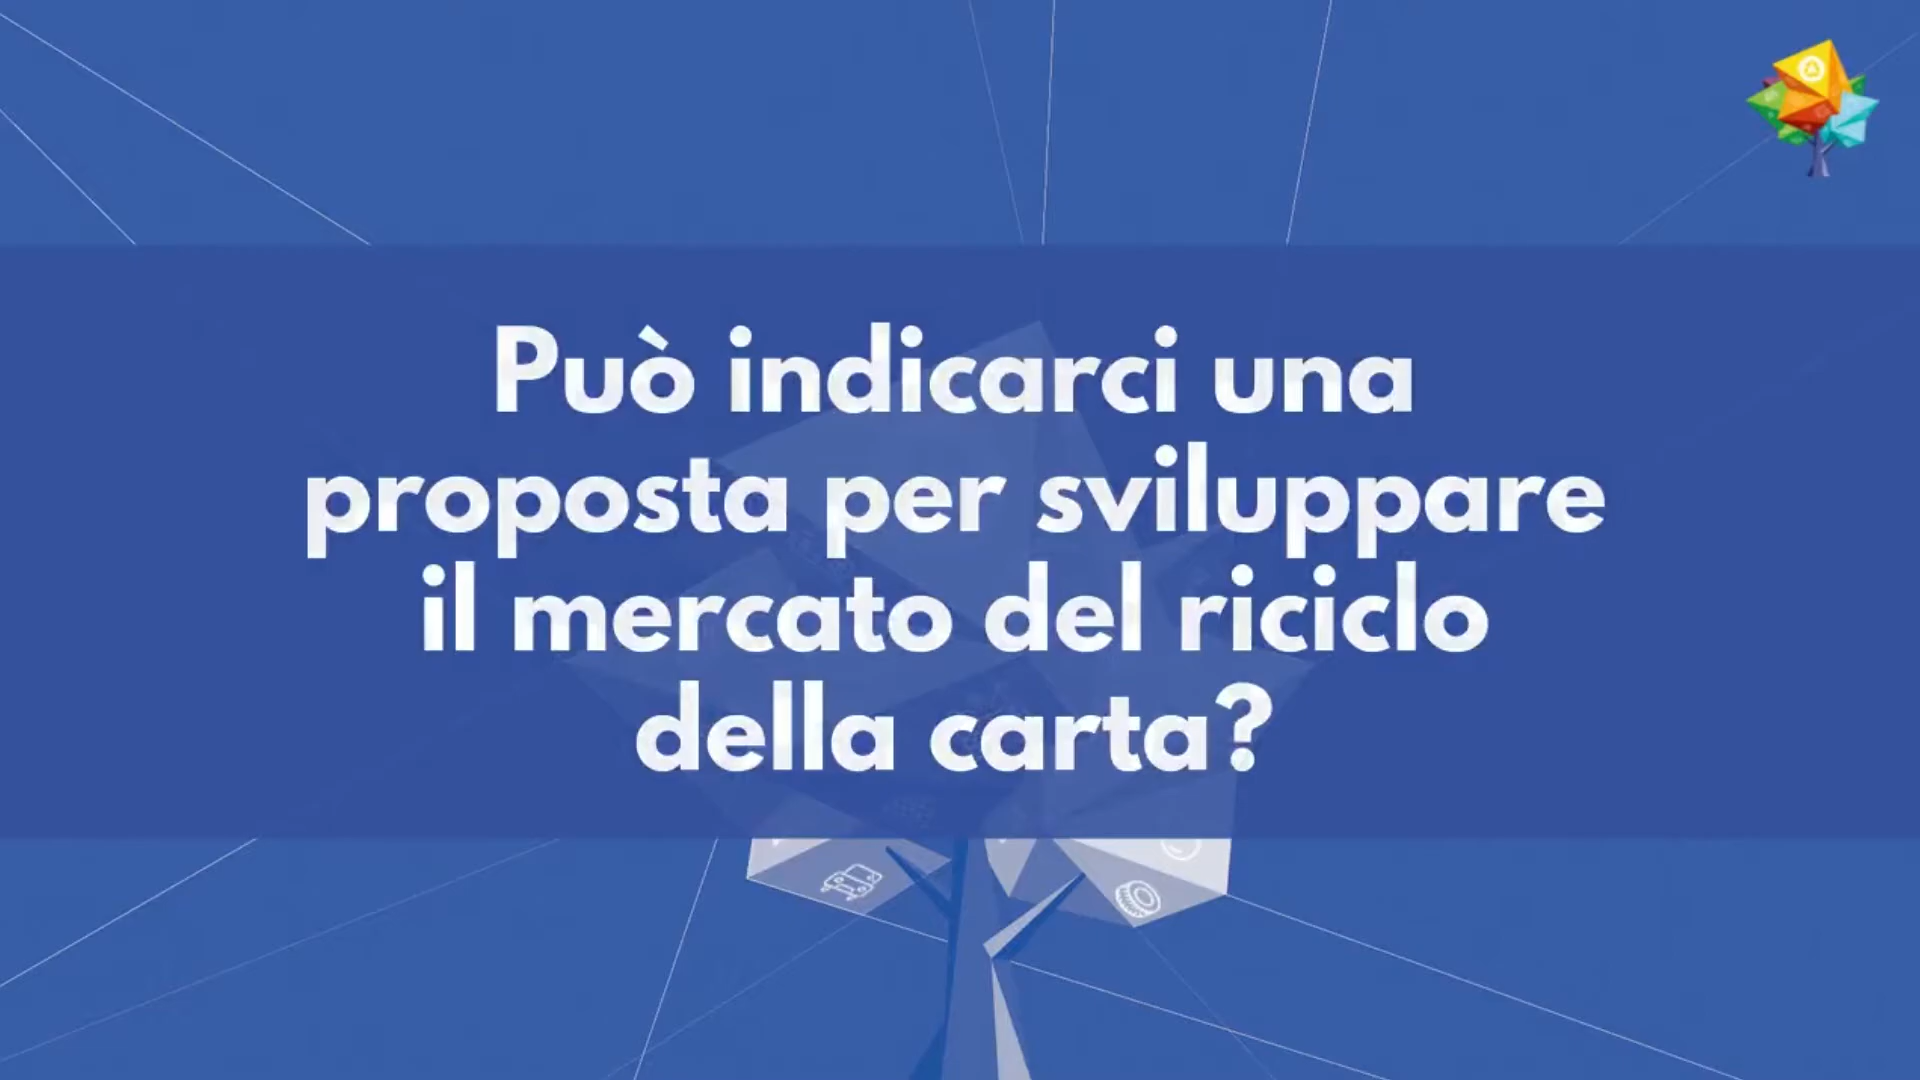 Può indicarci una
proposta per sviluppare
il mercato del riciclo
della carta?